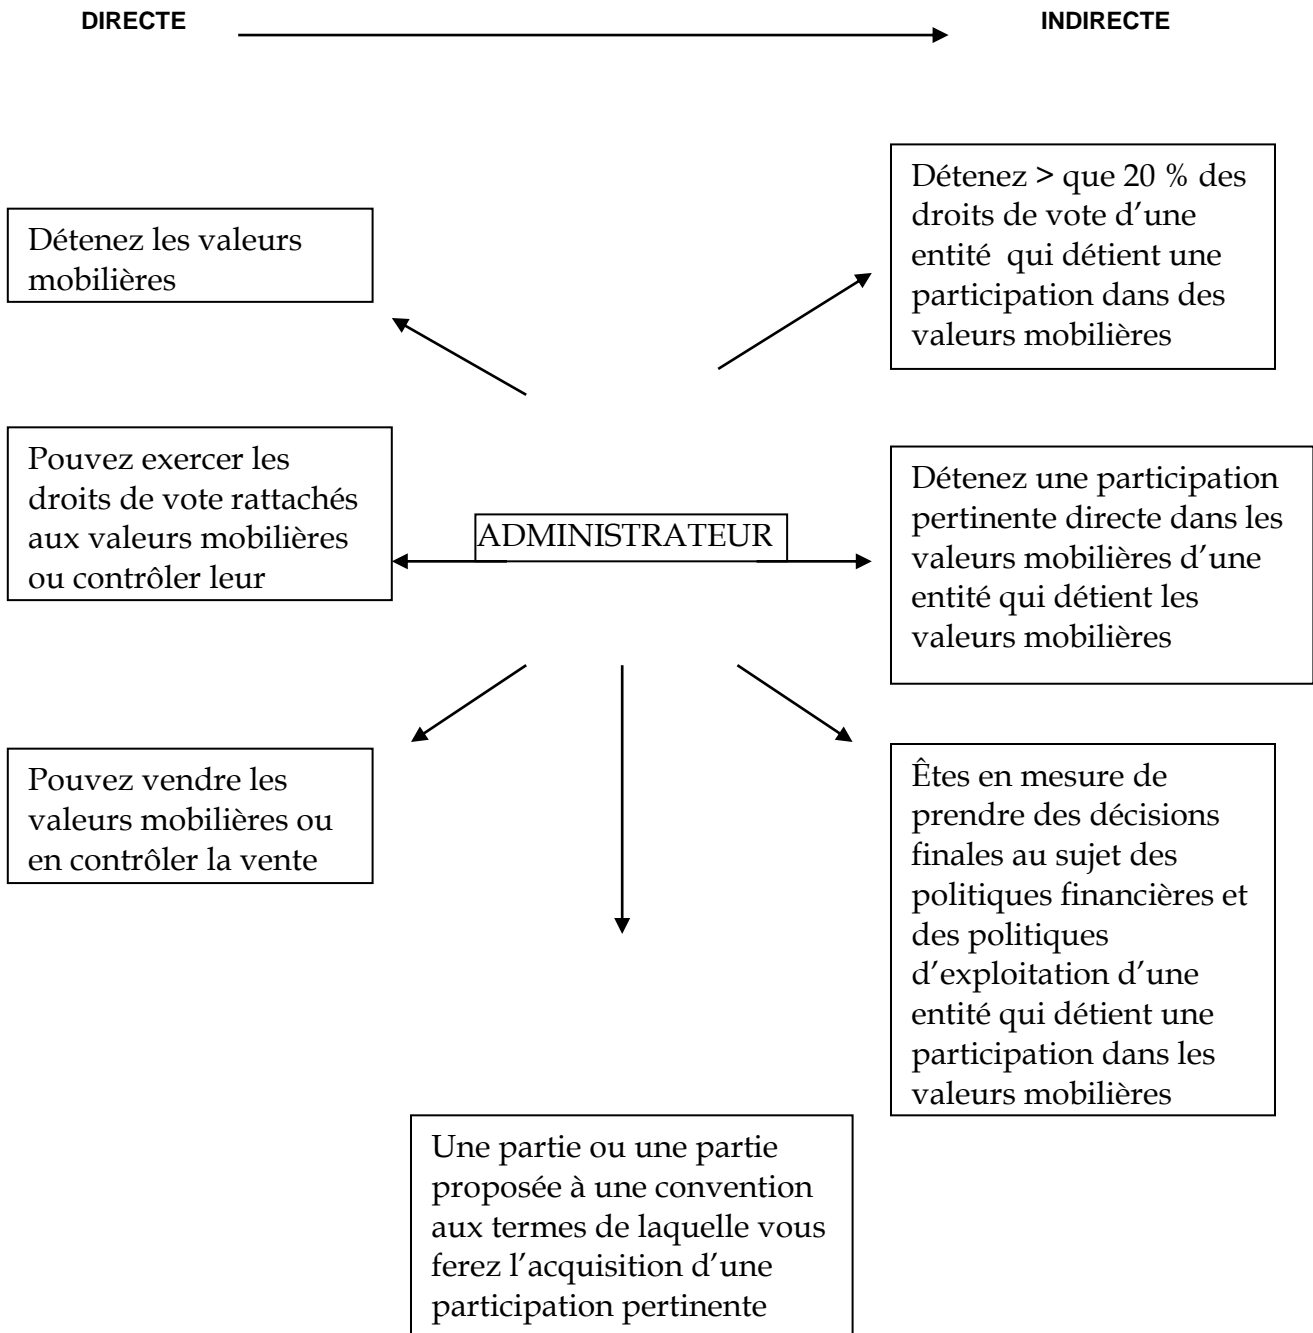 DIRECTE
INDIRECTE
Détenez les valeurs
mobilières
Détenez > que 20 % des
droits de vote d’une
entité qui détient une
participation dans des
valeurs mobilières
Pouvez exercer les
droits de vote rattachés
aux valeurs mobilières
ou contrôler leur
ADMINISTRATEUR
Détenez une participation
pertinente directe dans les
valeurs mobilières d’une
entité qui détient les
valeurs mobilières
Pouvez vendre les
valeurs mobilières ou
en contrôler la vente
Êtes en mesure de
prendre des décisions
finales au sujet des
politiques financières et
des politiques
d’exploitation d’une
entité qui détient une
participation dans les
valeurs mobilières
Une partie ou une partie
proposée à une convention
aux termes de laquelle vous
ferez l’acquisition d’une
participation pertinente